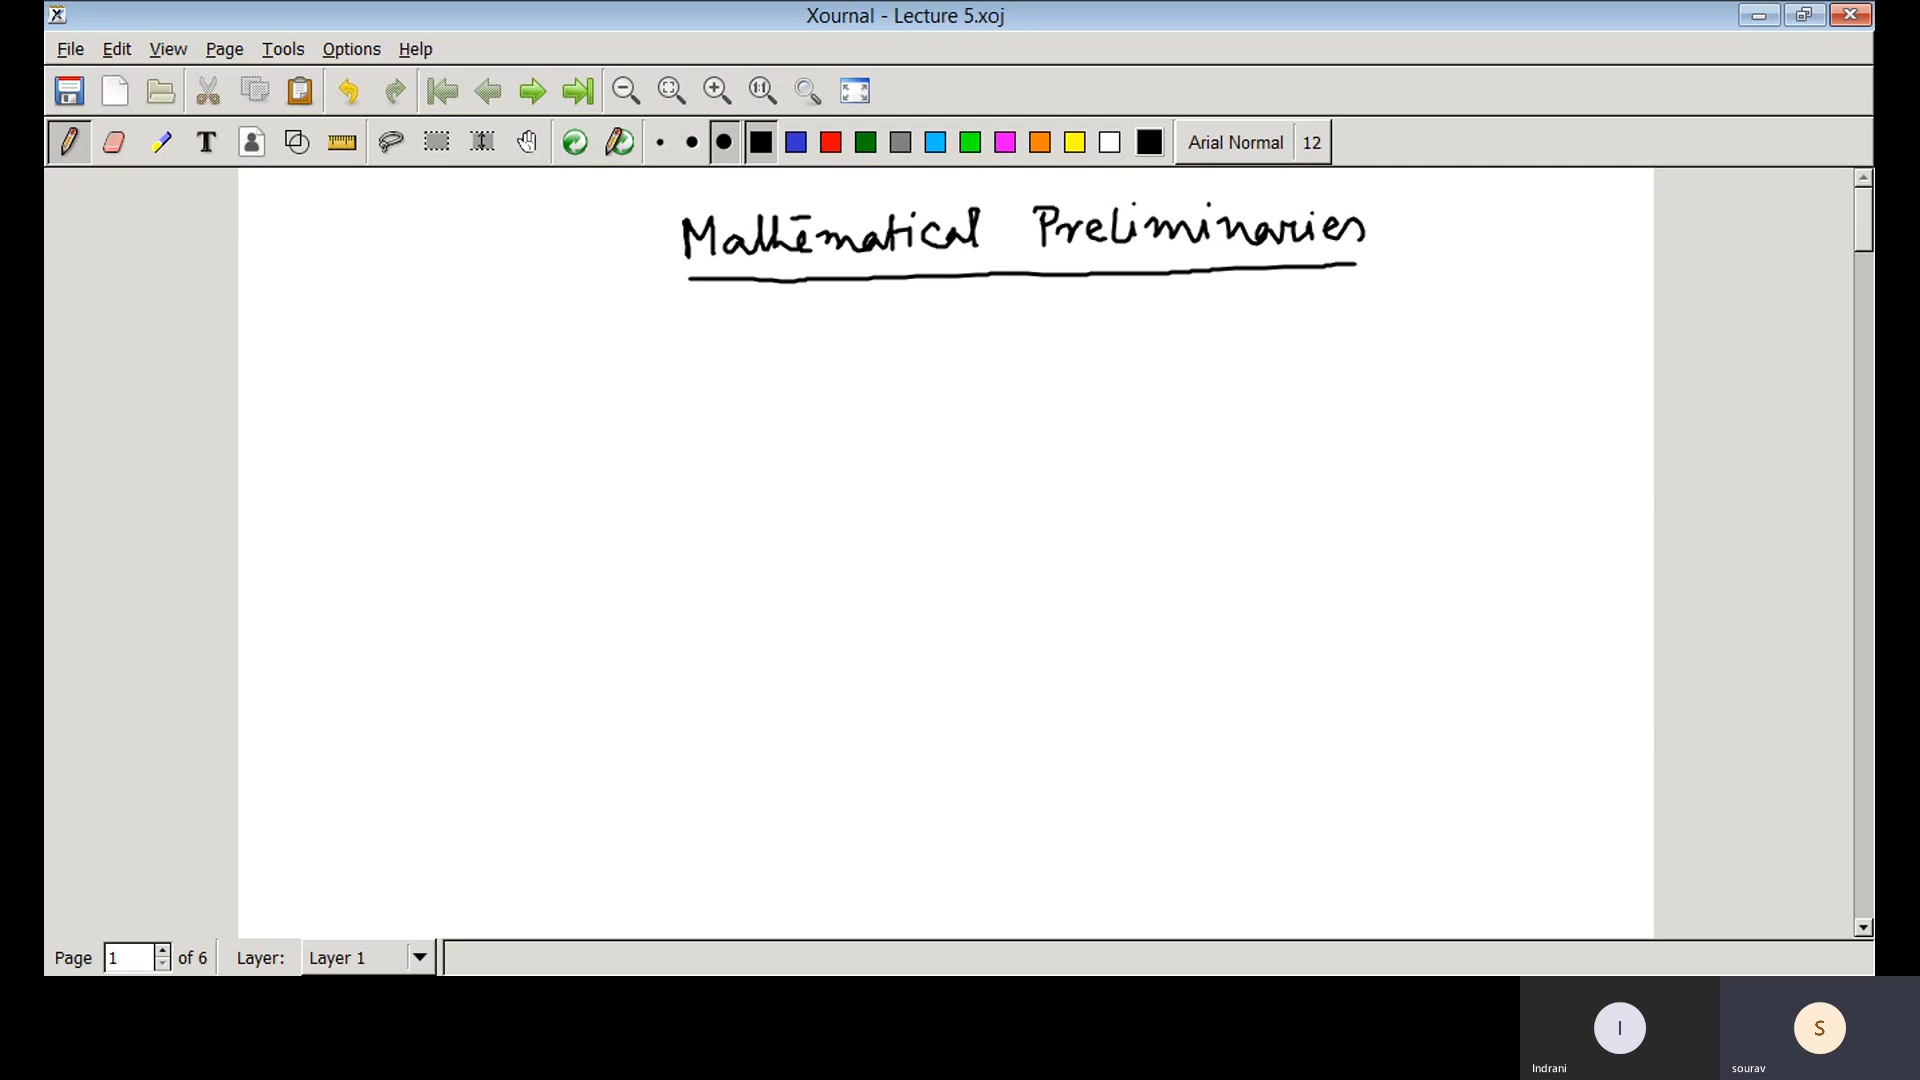 Xournal - Lecture 5.xoj
File Edit View Page Tools Options Help
T Arial Normal 12
Mathematical Preliminaries
Page 1 of 6 Layer: Layer 1
I S
Indrani sourav